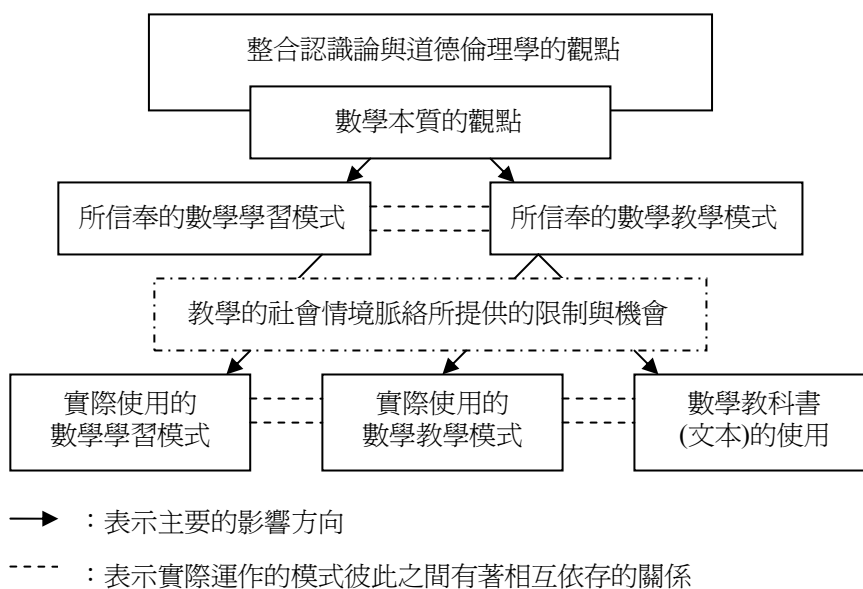 整合認識論與道德倫理學的觀點
數學本質的觀點
所信奉的數學學習模式
所信奉的數學教學模式
教學的社會情境脈絡所提供的限制與機會
實際使用的
數學學習模式
實際使用的
數學教學模式
數學教科書
(文本)的使用
：表示主要的影響方向
：表示實際運作的模式彼此之間有著相互依存的關係